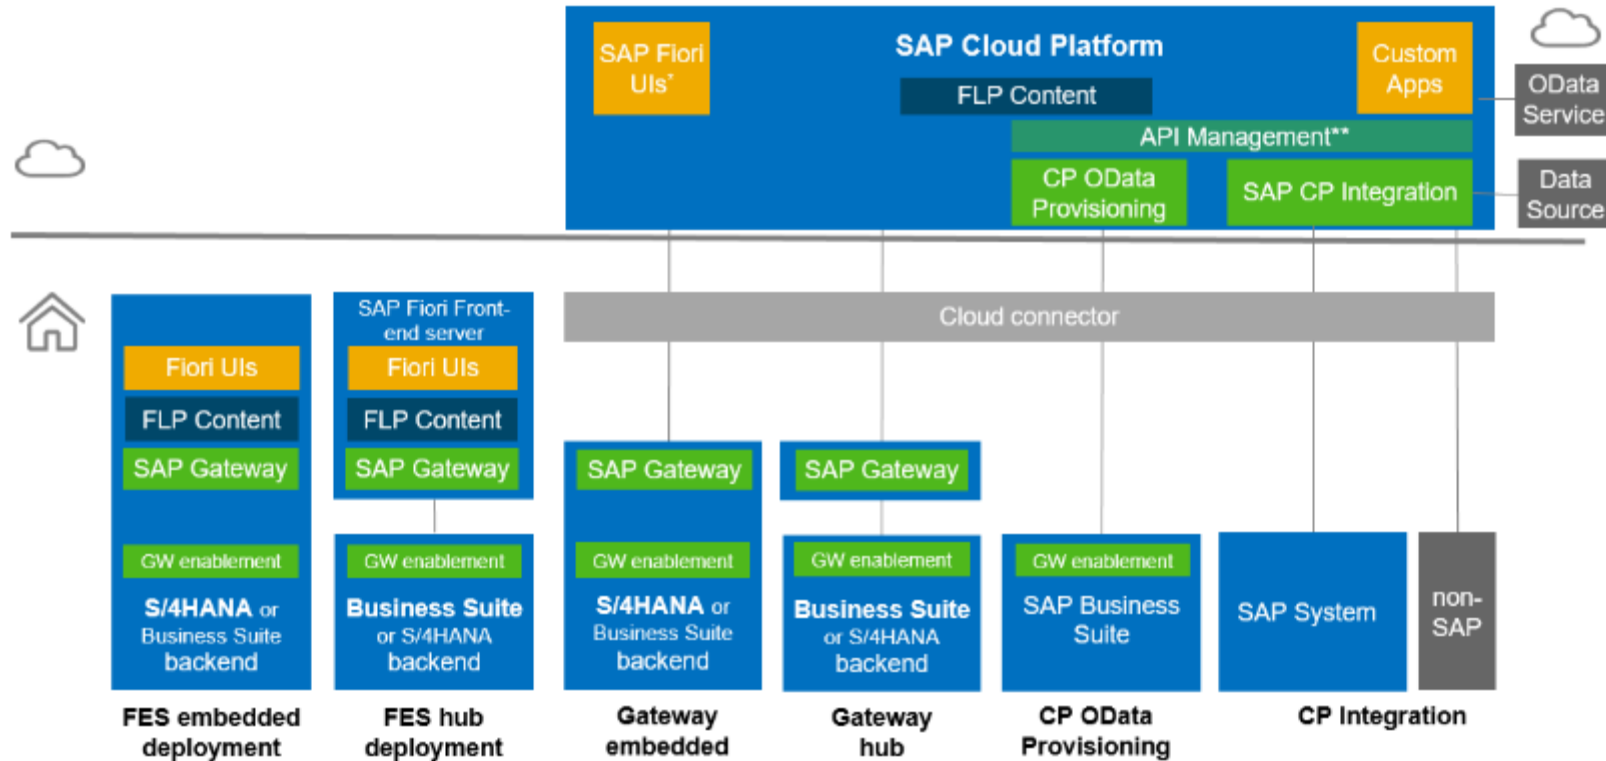 SAP Cloud Platform
SAP Fiori
UIs*
FLP Content
Custom
Apps
OData
Service
API Management**
CP OData
Provisioning
SAP CP Integration
Data
Source
Cloud connector
Fiori UIs
FLP Content
SAP Gateway
GW enablement
S/4HANA or
Business Suite
backend
FES embedded
deployment
SAP Fiori Front-
end server
Fiori UIs
FLP Content
SAP Gateway
GW enablement
Business Suite
or S/4HANA
backend
FES hub
deployment
SAP Gateway
GW enablement
S/4HANA or
Business Suite
backend
Gateway
embedded
SAP Gateway
GW enablement
Business Suite
or S/4HANA
backend
Gateway
hub
GW enablement
SAP Business
Suite
CP OData
Provisioning
SAP System
non-
SAP
CP Integration